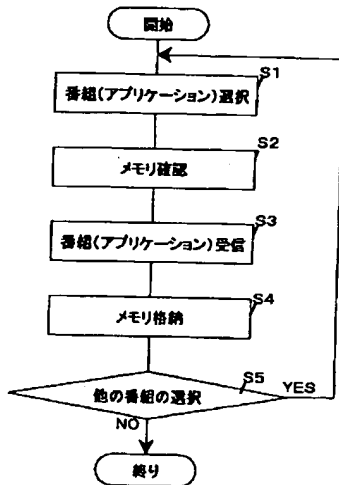 開始
S1
番組(アプリケーション)選択
S2
メモリ確認
S3
番組(アプリケーション)受信
S4
メモリ格納
S5
他の番組の選択
YES
NO
終り